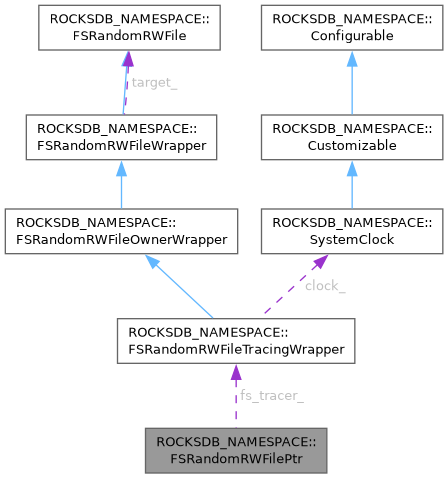 ROCKSDB_NAMESPACE::
FSRandomRWFile
ROCKSDB_NAMESPACE::
Configurable
target_
ROCKSDB_NAMESPACE::
FSRandomRWFileWrapper
ROCKSDB_NAMESPACE::
Customizable
ROCKSDB_NAMESPACE::
FSRandomRWFileOwnerWrapper
ROCKSDB_NAMESPACE::
SystemClock
clock_
ROCKSDB_NAMESPACE::
FSRandomRWFileTracingWrapper
fs_tracer_
ROCKSDB_NAMESPACE::
FSRandomRWFilePtr